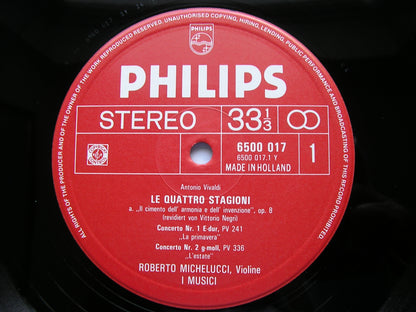 ALL RIGHTS OF THE PRODUCER AND OF THE OWNER OF THE WORK REPRODUCED RESERVED. UNAUTHORISED COPYING, HIRING, LENDING, PUBLIC PERFORMANCE AND BROADCASTING OF THIS RECORD PROHIBITED.
PHILIPS
PHILIPS
STEREO
33 1/3
6500 017
6500 017.1 Y
MADE IN HOLLAND
1
Antonio Vivaldi
LE QUATTRO STAGIONI
a. „Il cimento dell' armonia e dell' invenzione", op. 8
(revidiert von Vittorio Negri)
Concerto Nr. 1 E-dur, PV 241
„La primavera"
Concerto Nr. 2 g-moll, PV 336
„L'estate"
ROBERTO MICHELUCCI, Violine
I MUSICI